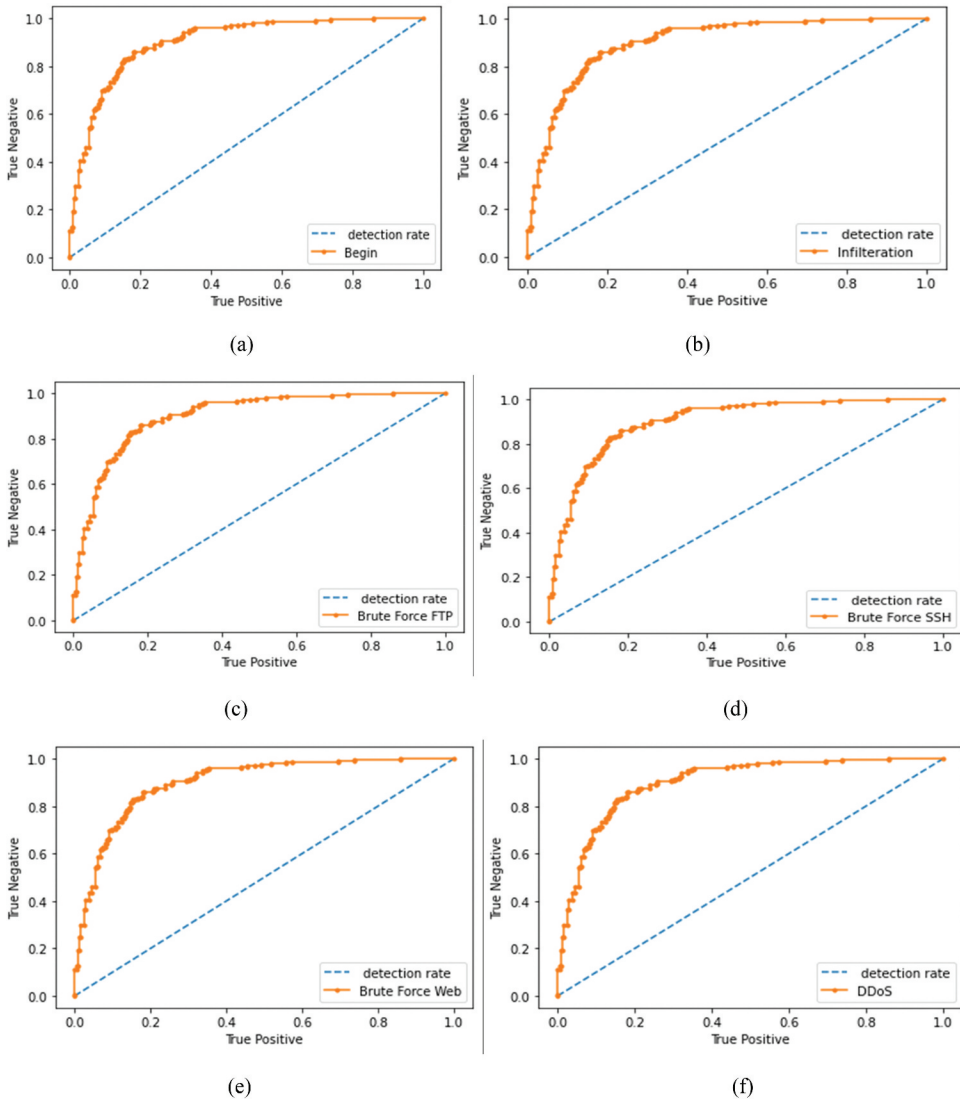 1.0
0.8
0.6
0.4
0.2
0.0
True Negative
detection rate
Begin
0.0 0.2 0.4 0.6 0.8 1.0
True Positive
(a)
1.0
0.8
0.6
0.4
0.2
0.0
True Negative
detection rate
Infilteration
0.0 0.2 0.4 0.6 0.8 1.0
True Positive
(b)
1.0
0.8
0.6
0.4
0.2
0.0
True Negative
detection rate
Brute Force FTP
0.0 0.2 0.4 0.6 0.8 1.0
True Positive
(c)
1.0
0.8
0.6
0.4
0.2
0.0
True Negative
detection rate
Brute Force SSH
0.0 0.2 0.4 0.6 0.8 1.0
True Positive
(d)
1.0
0.8
0.6
0.4
0.2
0.0
True Negative
detection rate
Brute Force Web
0.0 0.2 0.4 0.6 0.8 1.0
True Positive
(e)
1.0
0.8
0.6
0.4
0.2
0.0
True Negative
detection rate
DDoS
0.0 0.2 0.4 0.6 0.8 1.0
True Positive
(f)